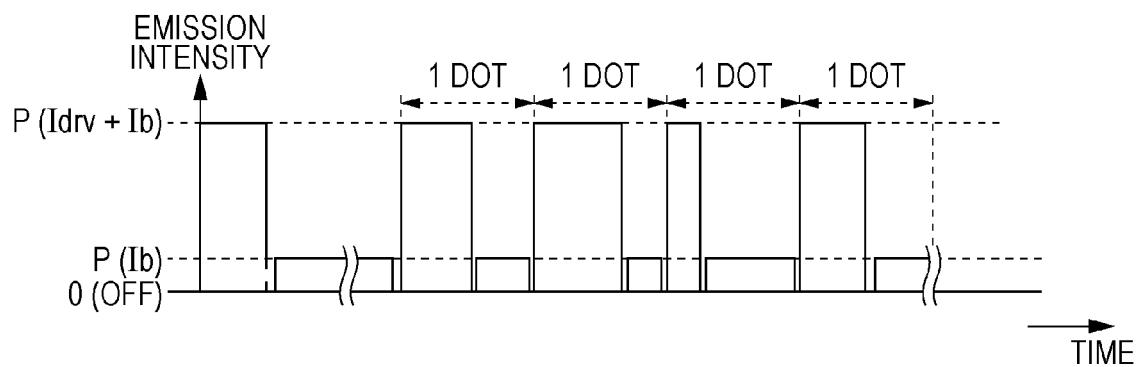 EMISSION
INTENSITY
1 DOT 1 DOT 1 DOT 1 DOT
P (Idrv + Ib)
P (Ib)
0 (OFF)
TIME